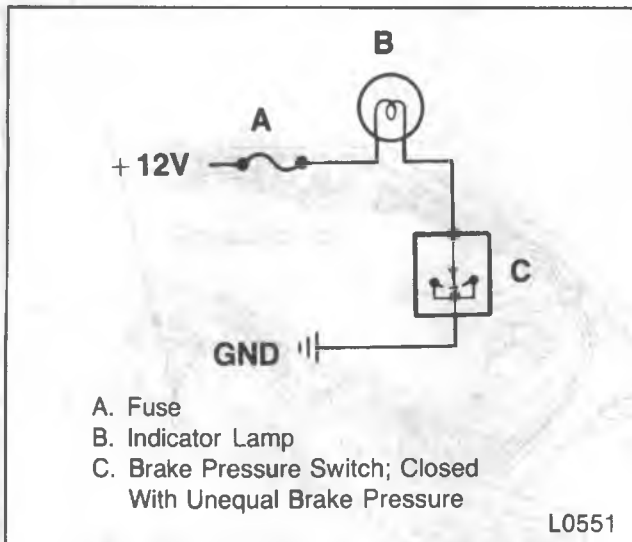 B
A
+ 12V
C
GND
A. Fuse
B. Indicator Lamp
C. Brake Pressure Switch; Closed
With Unequal Brake Pressure
L0551